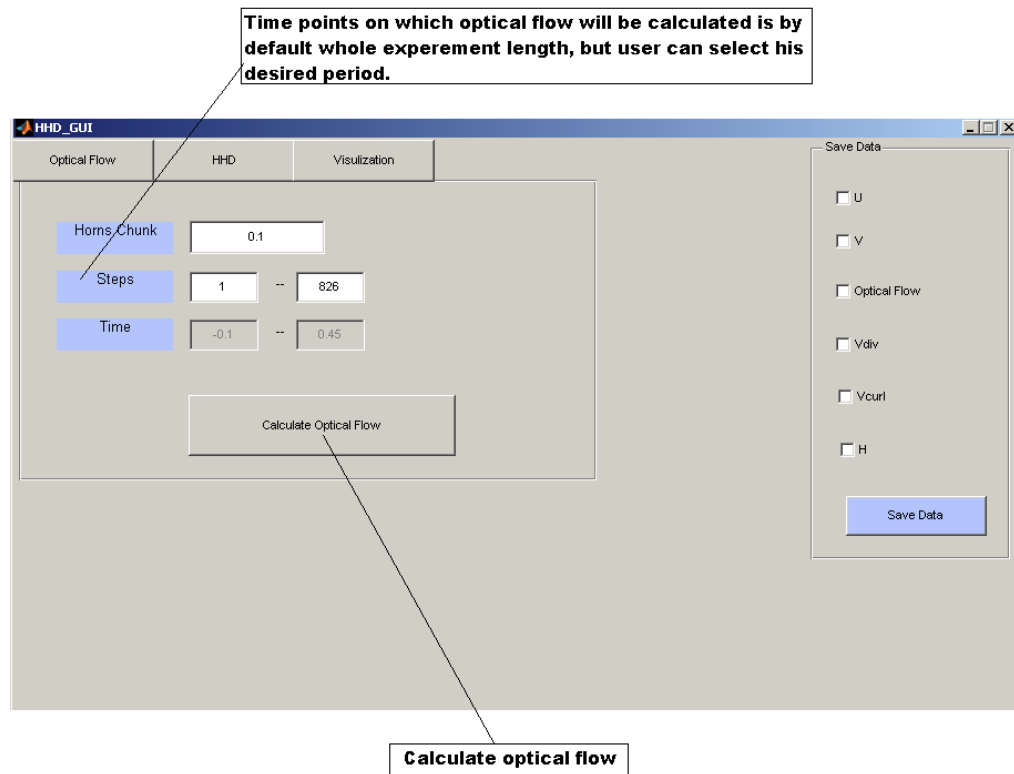 Time points on which optical flow will be calculated is by
default whole experement length, but user can select his
desired period.
HHD_GUI
Optical Flow HHD Visulization
Save Data
U
Horns Chunk 0.1
V
Steps 1 -- 826
Optical Flow
Time -0.1 -- 0.45
Vdiv
Vcurl
Calculate Optical Flow
H
Save Data
Calculate optical flow